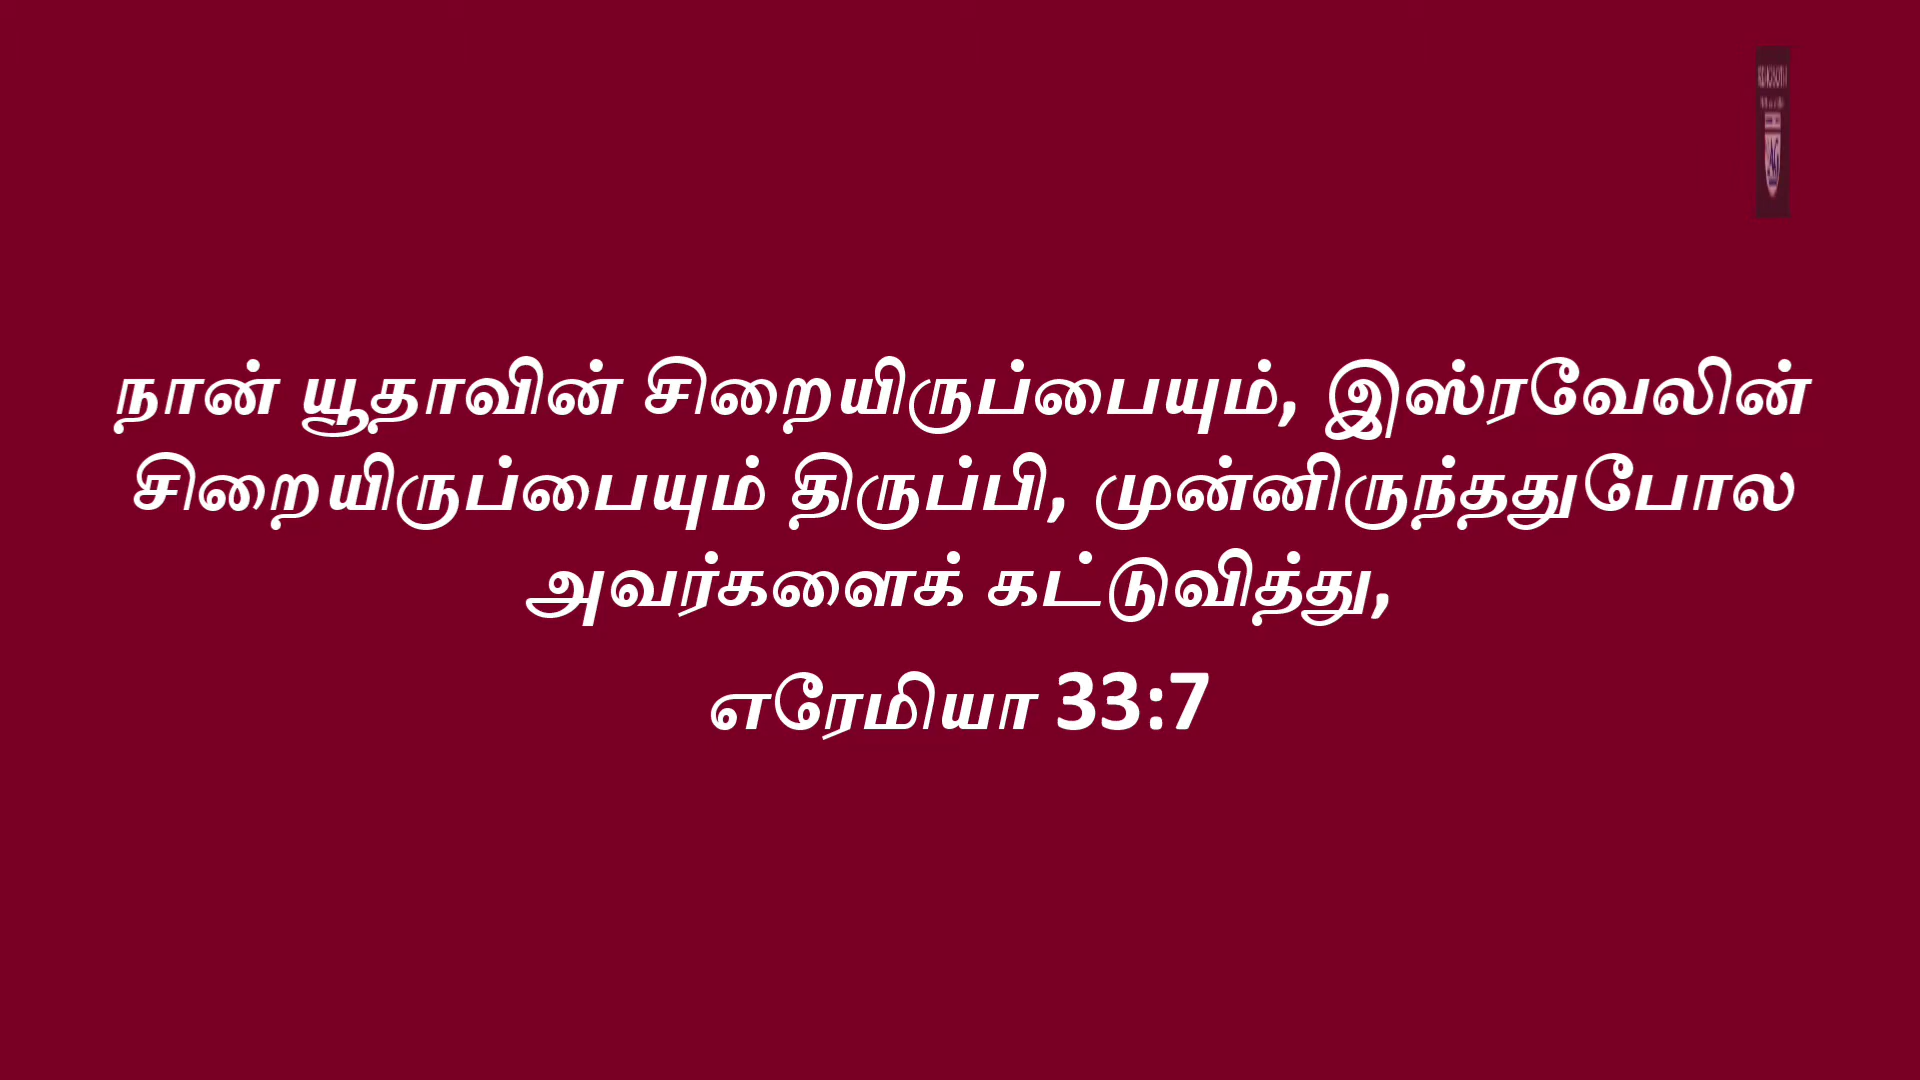 நான் யூதாவின் சிறையிருப்பையும், இஸ்ரவேலின்
சிறையிருப்பையும் திருப்பி, முன்னிருந்ததுபோல
அவர்களைக் கட்டுவித்து,
எரேமியா 33:7